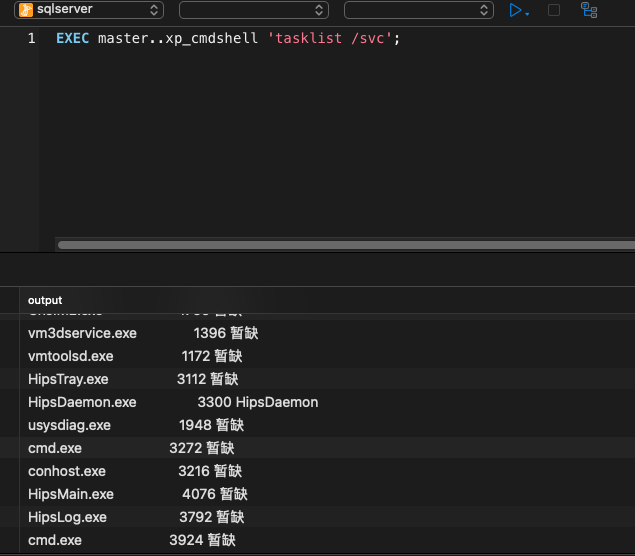 sqlserver
1 EXEC master..xp_cmdshell 'tasklist /svc';
output
vm3dservice.exe 1396 暂缺
vmtoolsd.exe 1172 暂缺
HipsTray.exe 3112 暂缺
HipsDaemon.exe 3300 HipsDaemon
usysdiag.exe 1948 暂缺
cmd.exe 3272 暂缺
conhost.exe 3216 暂缺
HipsMain.exe 4076 暂缺
HipsLog.exe 3792 暂缺
cmd.exe 3924 暂缺